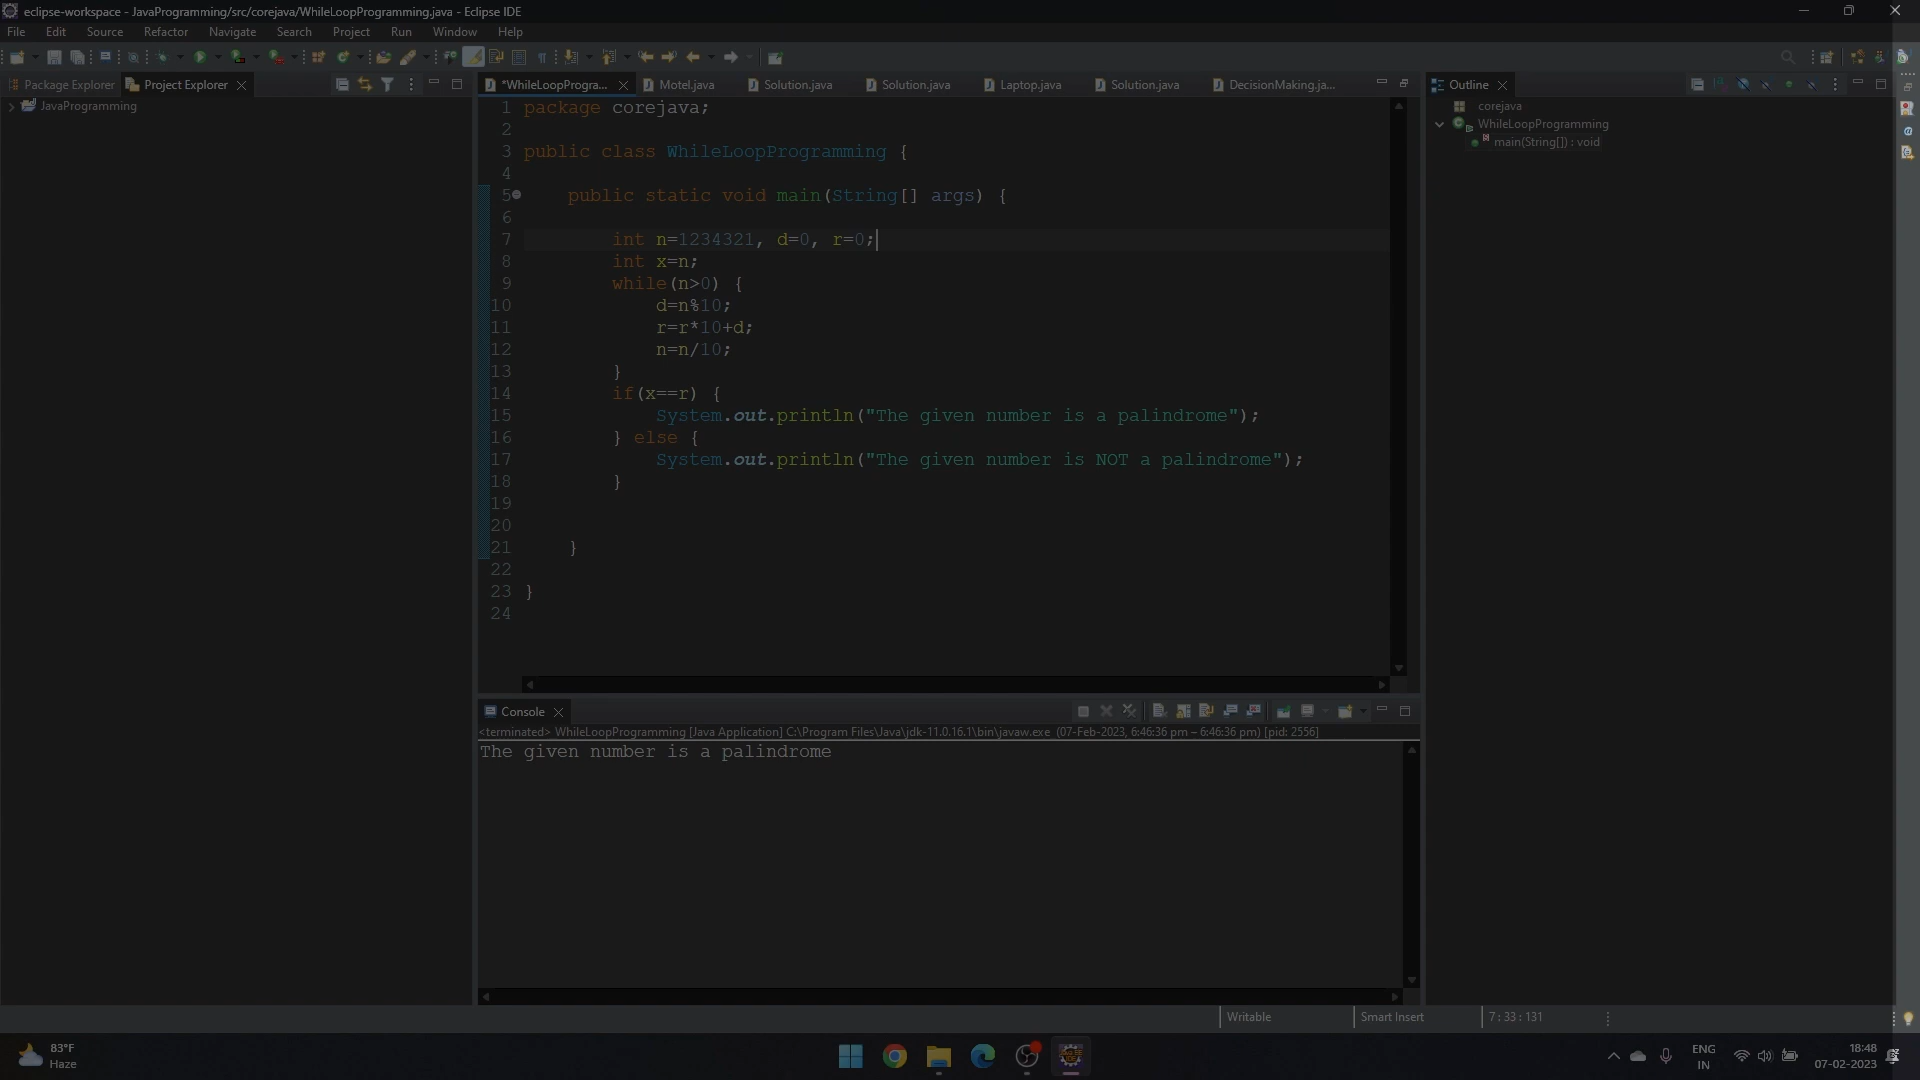 eclipse-workspace - JavaProgramming/src/corejava/WhileLoopProgramming.java - Eclipse IDE
File Edit Source Refactor Navigate Search Project Run Window Help
Package Explorer Project Explorer
JavaProgramming
*WhileLoopProgra... Motel.java Solution.java Solution.java Laptop.java Solution.java DecisionMaking.ja...
1 package corejava;
2
3 public class WhileLoopProgramming {
4
5 public static void main(String[] args) {
6
7 int n=1234321, d=0, r=0;
8 int x=n;
9 while(n>0) {
10 d=n%10;
11 r=r*10+d;
12 n=n/10;
13 }
14 if(x==r) {
15 System.out.println("The given number is a palindrome");
16 } else {
17 System.out.println("The given number is NOT a palindrome");
18 }
19
20
21 }
22
23 }
24
Outline
corejava
WhileLoopProgramming
main(String[]) : void
Console
<terminated> WhileLoopProgramming [Java Application] C:\Program Files\Java\jdk-11.0.16.1\bin\javaw.exe (07-Feb-2023, 6:46:36 pm – 6:46:36 pm) [pid: 2556]
The given number is a palindrome
Writable Smart Insert 7 : 33 : 131
83°F
Haze
ENG
IN
18:48
07-02-2023